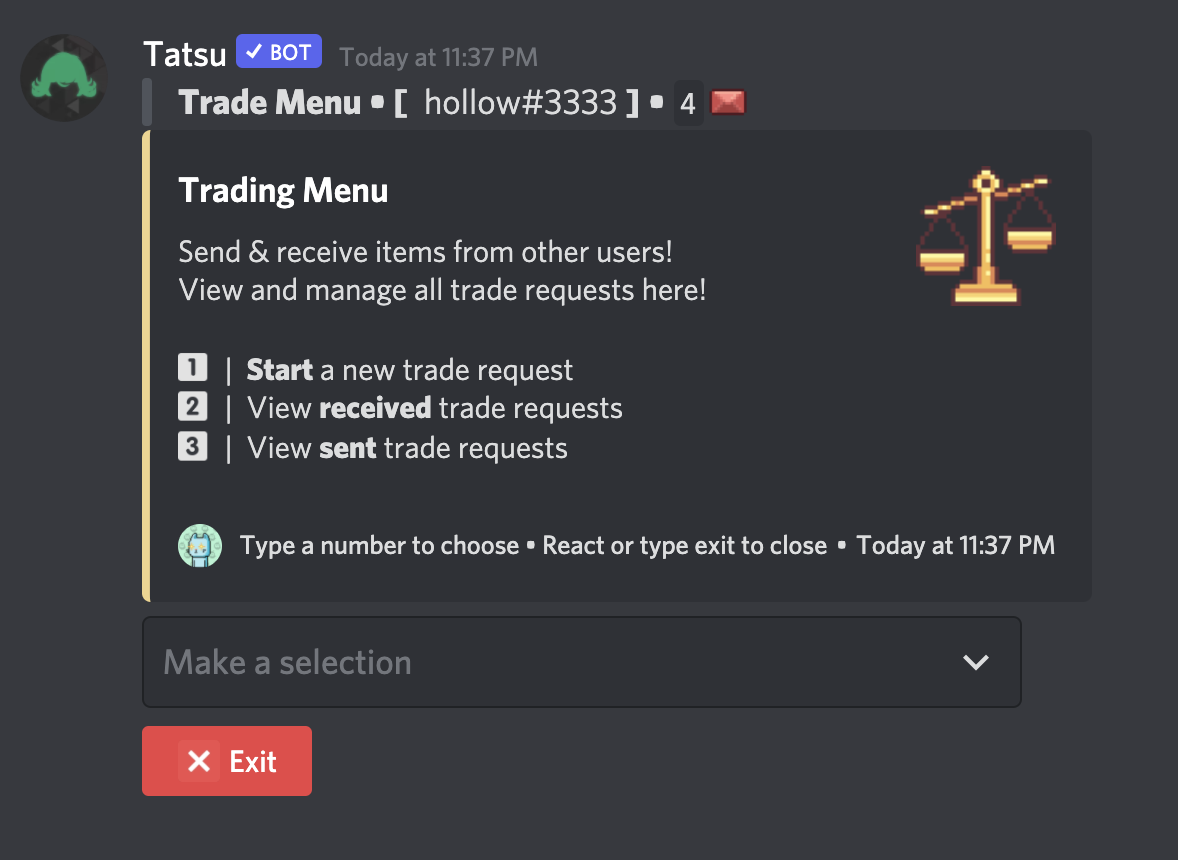 Tatsu ✓ BOT Today at 11:37 PM
Trade Menu • [ hollow#3333 ] • 4
Trading Menu
Send & receive items from other users!
View and manage all trade requests here!
1 | Start a new trade request
2 | View received trade requests
3 | View sent trade requests
Type a number to choose • React or type exit to close • Today at 11:37 PM
Make a selection
Exit